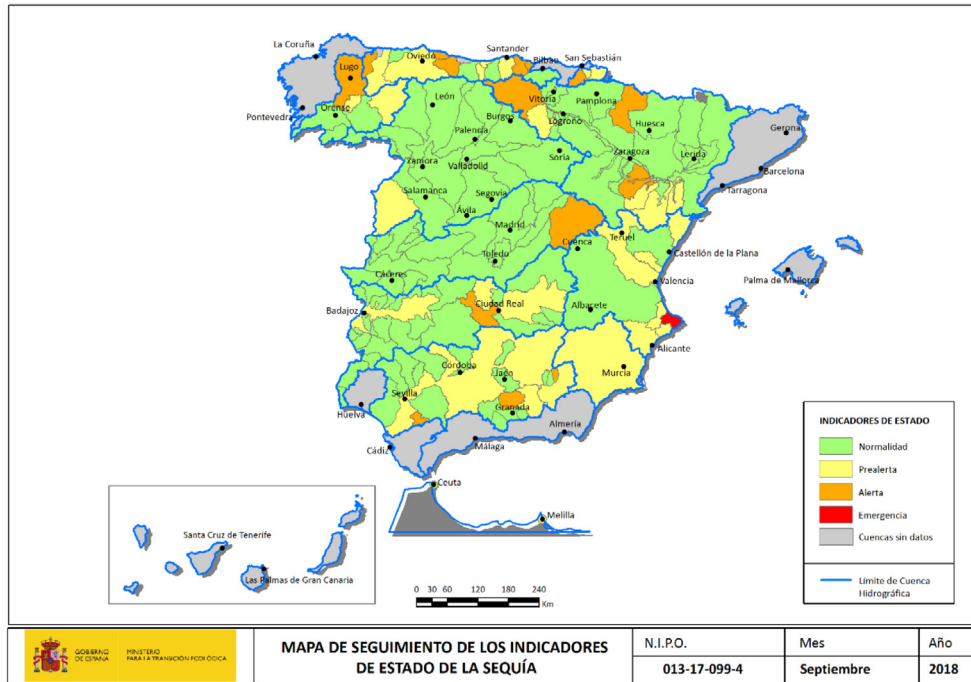 La Coruña
Lugo
Oviedo
Santander
Bilbao
San Sebastián
Pontevedra
Orense
León
Burgos
Vitoria
Pamplona
Logroño
Huesca
Gerona
Palencia
Zamora
Valladolid
Soria
Zaragoza
Lerida
Barcelona
Tarragona
Salamanca
Segovia
Ávila
Madrid
Teruel
Cuenca
Castellón de la Plana
Toledo
Cáceres
Valencia
Palma de Mallorca
Badajoz
Ciudad Real
Albacete
Alicante
Córdoba
Jaén
Murcia
Sevilla
Huelva
Granada
Almería
Cádiz
Málaga
Ceuta
Melilla
Santa Cruz de Tenerife
Las Palmas de Gran Canaria
0 30 60 120 180 240
Km
INDICADORES DE ESTADO
Normalidad
Prealerta
Alerta
Emergencia
Cuencas sin datos
Límite de Cuenca
Hidrográfica
GOBIERNO
DE ESPAÑA
MINISTERIO
PARA LA TRANSICIÓN ECOLÓGICA
MAPA DE SEGUIMIENTO DE LOS INDICADORES
DE ESTADO DE LA SEQUÍA
N.I.P.O.
013-17-099-4
Mes
Septiembre
Año
2018